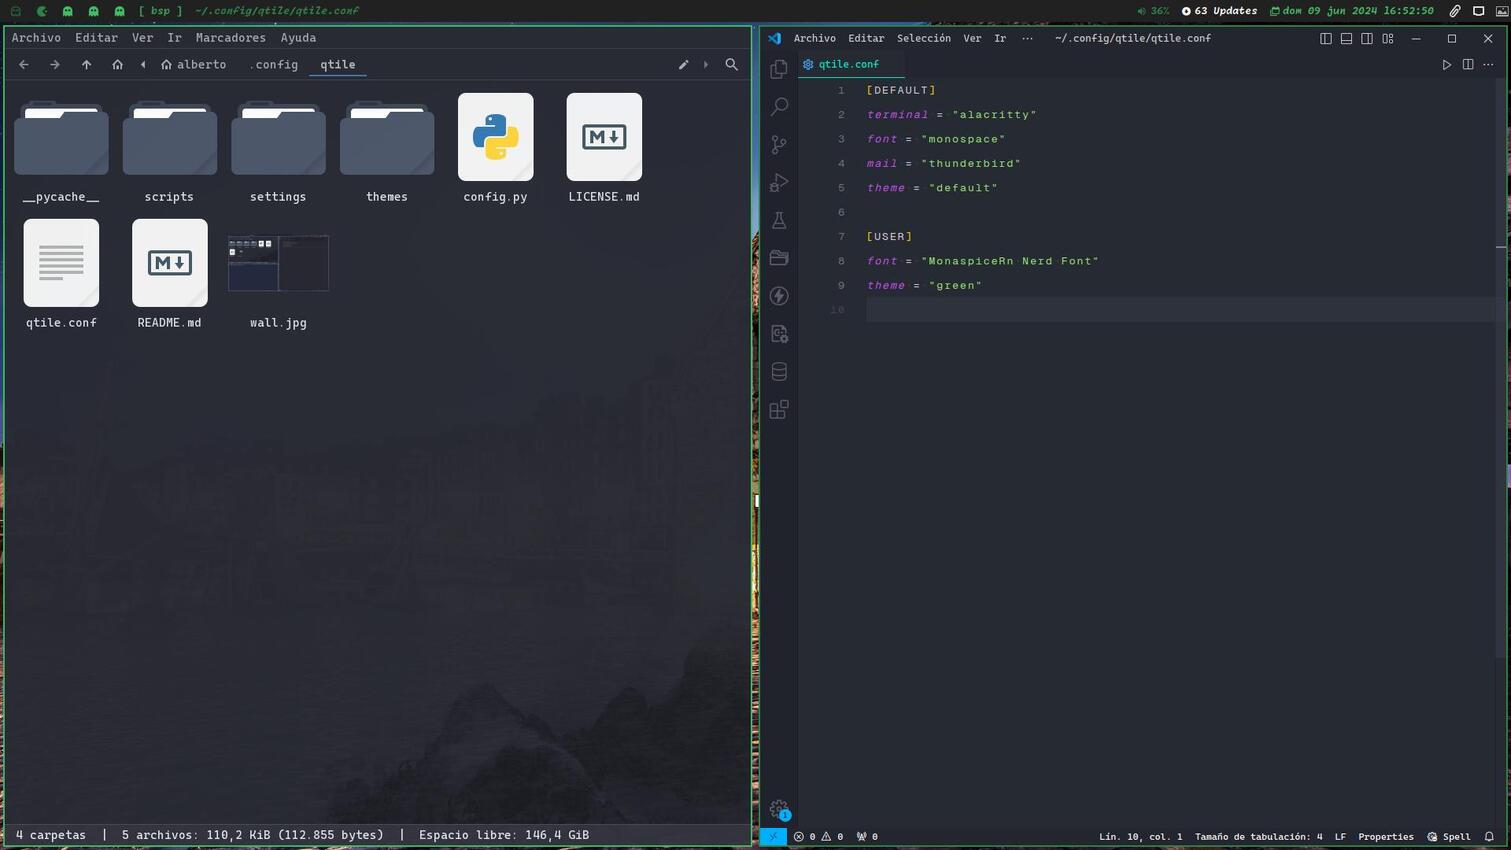 [ bsp ] ~/.config/qtile/qtile.conf 36% 63 Updates dom 09 jun 2024 16:52:50
Archivo Editar Ver Ir Marcadores Ayuda
alberto .config qtile
__pycache__ scripts settings themes config.py LICENSE.md
qtile.conf README.md wall.jpg
4 carpetas | 5 archivos: 110,2 KiB (112.855 bytes) | Espacio libre: 146,4 GiB
Archivo Editar Selección Ver Ir ··· ~/.config/qtile/qtile.conf
qtile.conf
1 [DEFAULT]
2 terminal = "alacritty"
3 font = "monospace"
4 mail = "thunderbird"
5 theme = "default"
6
7 [USER]
8 font = "MonaspiceRn Nerd Font"
9 theme = "green"
10
1
0 0 0 Lín. 10, col. 1 Tamaño de tabulación: 4 LF Properties Spell